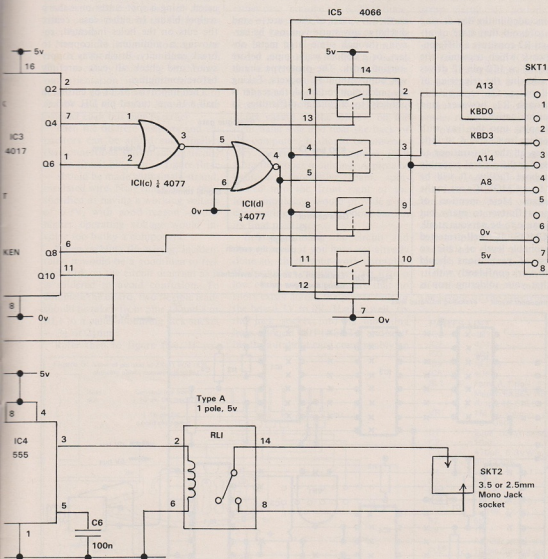 IC5 4066
5v
16
5v
14
SKT1
Q2
2
1
2
A13
1
13
KBD0
IC3
4017
Q4
7
1
3
5
4
3
KBD3
2
4
A14
3
Q6
1
2
5
A8
4
ICI(c) ¼ 4077
6
8
9
5
0v
ICI(d)
¼4077
6
Q8
6
0v
7
KEN
11
10
5v
8
Q10
11
12
8
0v
7
0v
5v
Type A
1 pole, 5v
8
4
RLI
IC4
555
3
2
14
SKT2
3.5 or 2.5mm
Mono Jack
socket
5
6
8
C6
100n
1